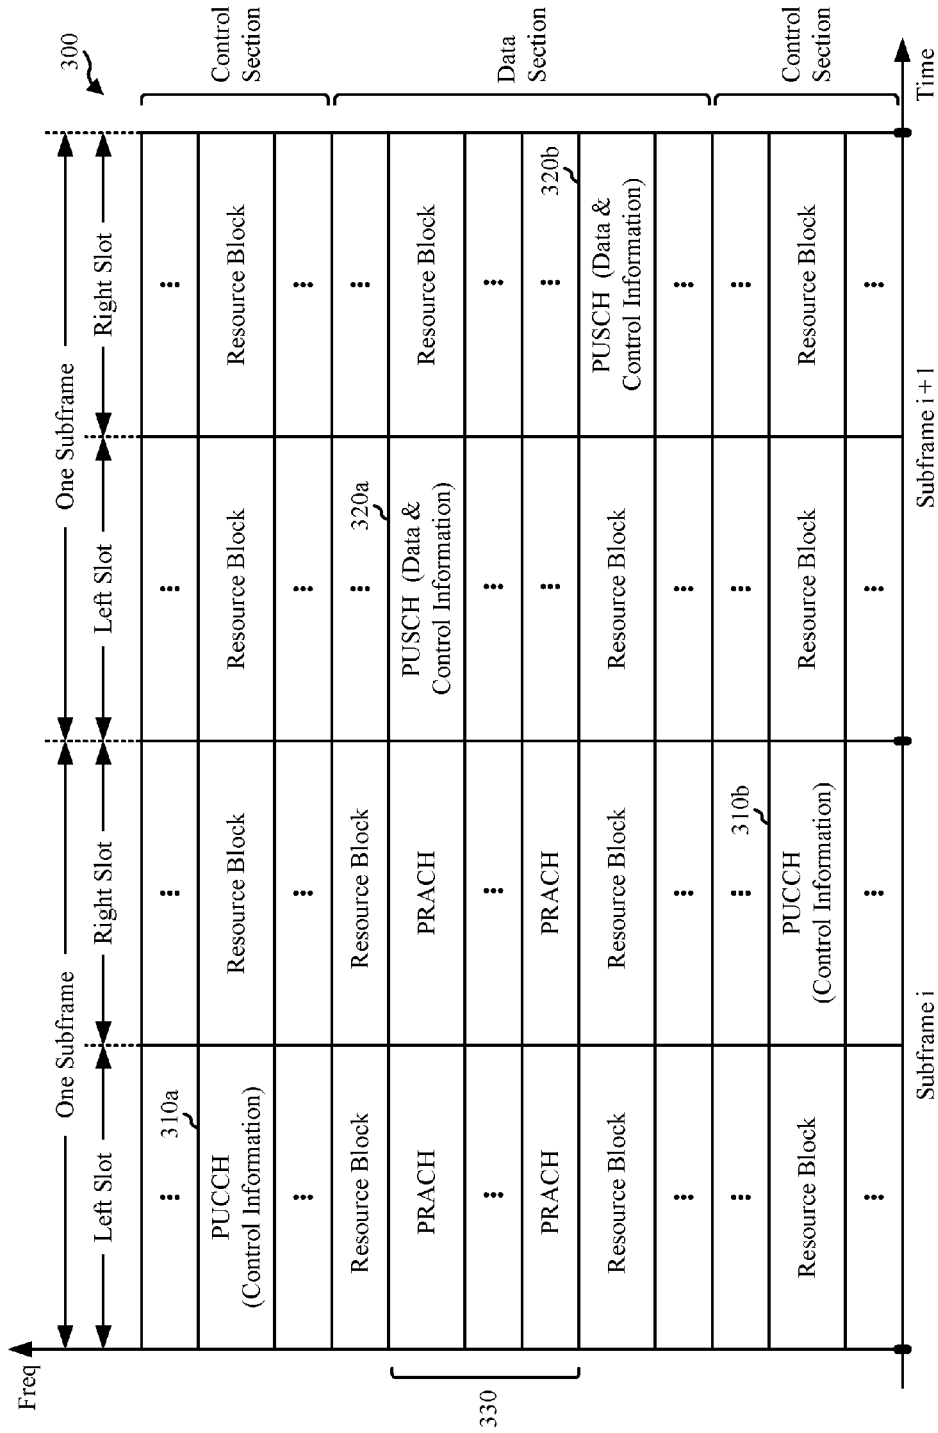 300
Freq
One Subframe
One Subframe
Left Slot
Right Slot
Left Slot
Right Slot
310a
⋮ ⋮ ⋮ ⋮
PUCCH
(Control Information)
Resource Block
Resource Block
Resource Block
Control
Section
⋮ ⋮ ⋮ ⋮
320a
Resource Block
Resource Block
⋮ ⋮
330
PRACH
PRACH
PUSCH (Data &
Control Information)
Resource Block
⋮ ⋮ ⋮ ⋮
Data
Section
PRACH
PRACH
⋮ ⋮
320b
Resource Block
Resource Block
Resource Block
PUSCH (Data &
Control Information)
⋮ ⋮ ⋮ ⋮
310b
⋮ ⋮ ⋮ ⋮
Resource Block
PUCCH
(Control Information)
Resource Block
Resource Block
Control
Section
⋮ ⋮ ⋮ ⋮
Subframe i
Subframe i + 1
Time